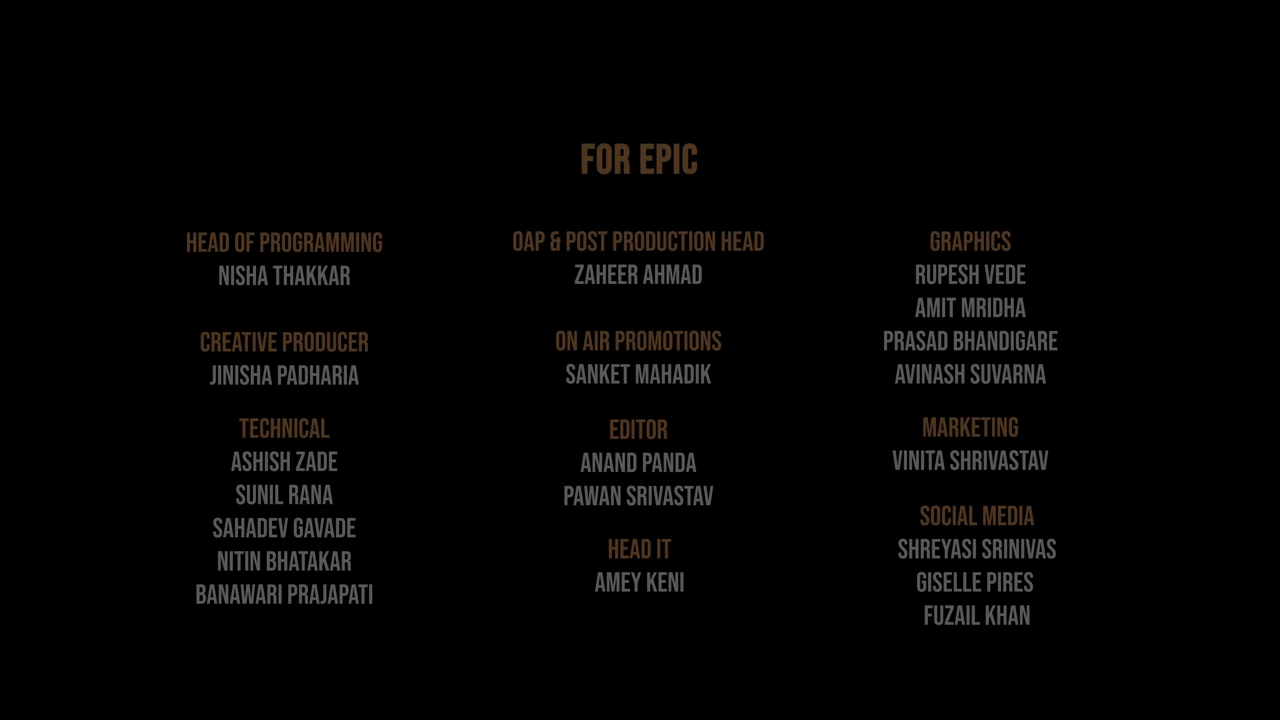 FOR EPIC
HEAD OF PROGRAMMING
NISHA THAKKAR
CREATIVE PRODUCER
JINISHA PADHARIA
TECHNICAL
ASHISH ZADE
SUNIL RANA
SAHADEV GAVADE
NITIN BHATAKAR
BANAWARI PRAJAPATI
OAP & POST PRODUCTION HEAD
ZAHEER AHMAD
ON AIR PROMOTIONS
SANKET MAHADIK
EDITOR
ANAND PANDA
PAWAN SRIVASTAV
HEAD IT
AMEY KENI
GRAPHICS
RUPESH VEDE
AMIT MRIDHA
PRASAD BHANDIGARE
AVINASH SUVARNA
MARKETING
VINITA SHRIVASTAV
SOCIAL MEDIA
SHREYASI SRINIVAS
GISELLE PIRES
FUZAIL KHAN